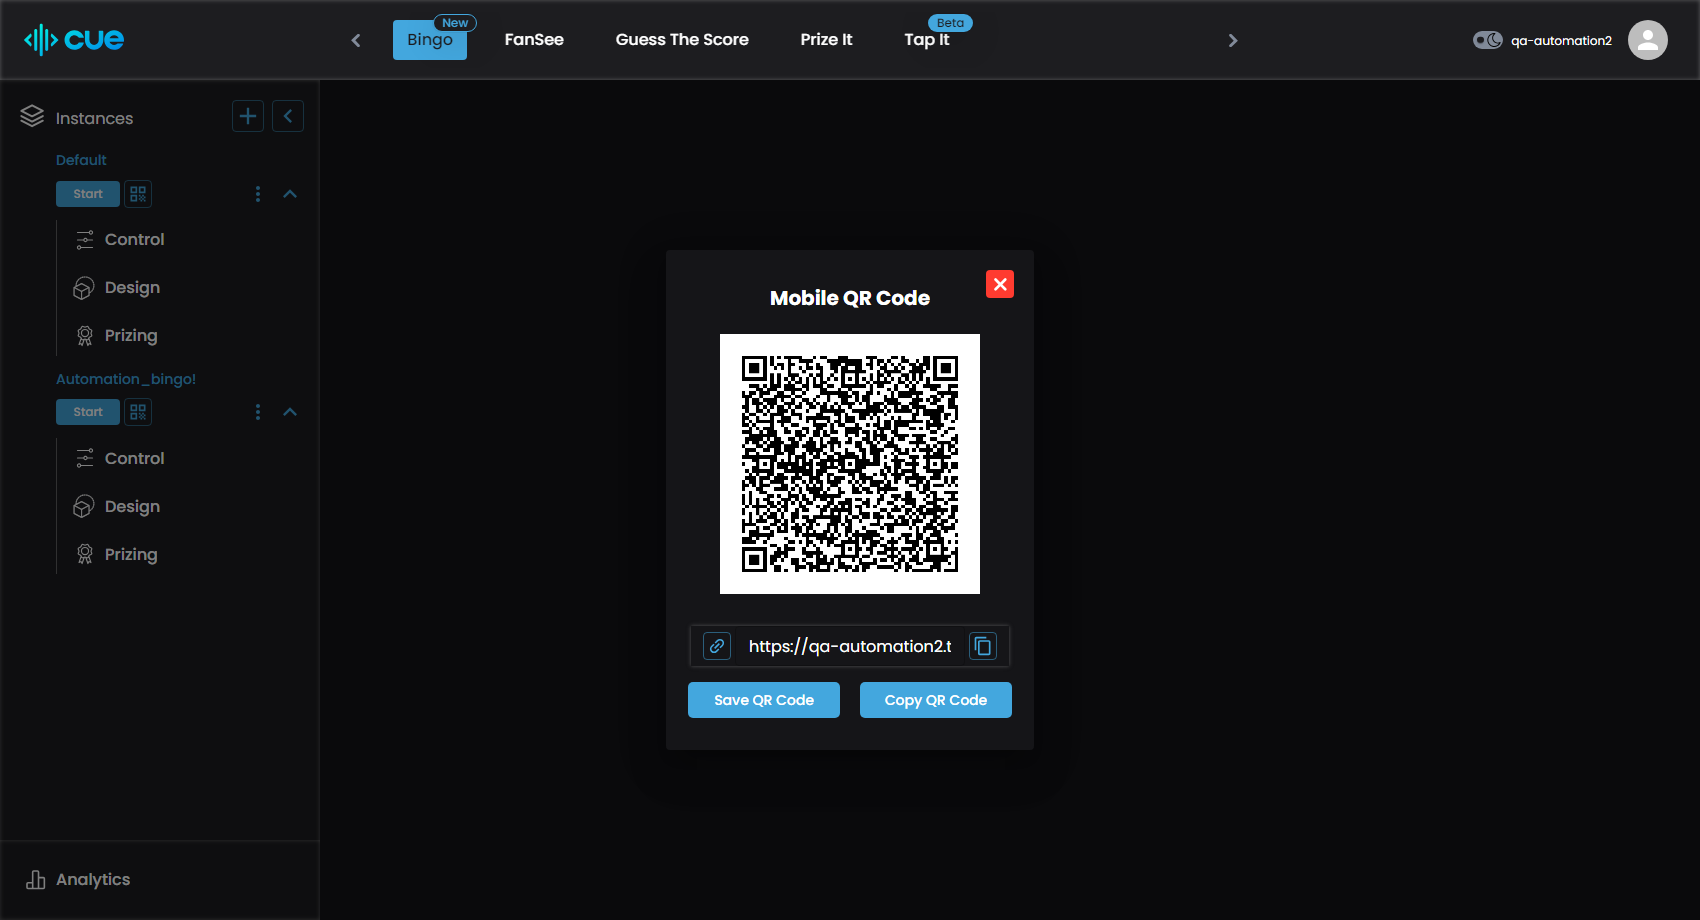 cue
Bingo
New
FanSee
Guess The Score
Prize It
Tap It
Beta
qa-automation2
Instances
Default
Start
Control
Design
Prizing
Automation_bingo!
Start
Control
Design
Prizing
Analytics
Mobile QR Code
https://qa-automation2.t
Save QR Code
Copy QR Code